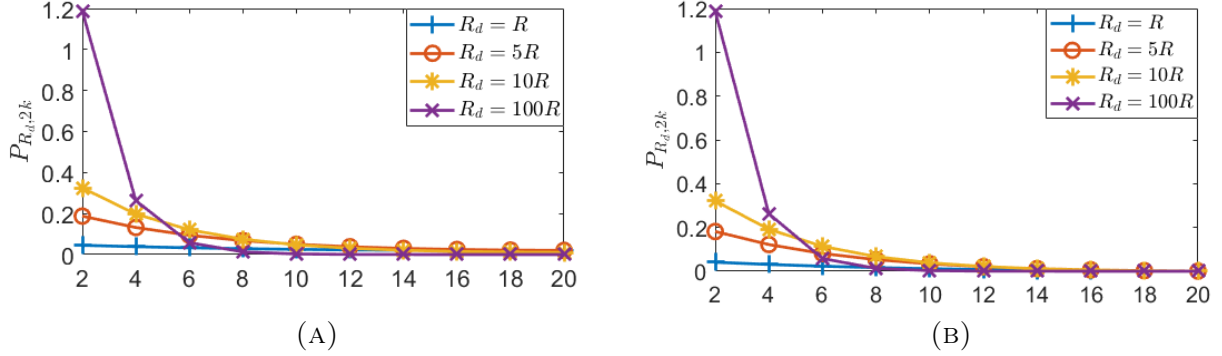 1.2
1
0.8
0.6
0.4
0.2
0
P_{R_d,2k}
R_d = R
R_d = 5R
R_d = 10R
R_d = 100R
2 4 6 8 10 12 14 16 18 20
(A)
1.2
1
0.8
0.6
0.4
0.2
0
P_{R_d,2k}
R_d = R
R_d = 5R
R_d = 10R
R_d = 100R
2 4 6 8 10 12 14 16 18 20
(B)